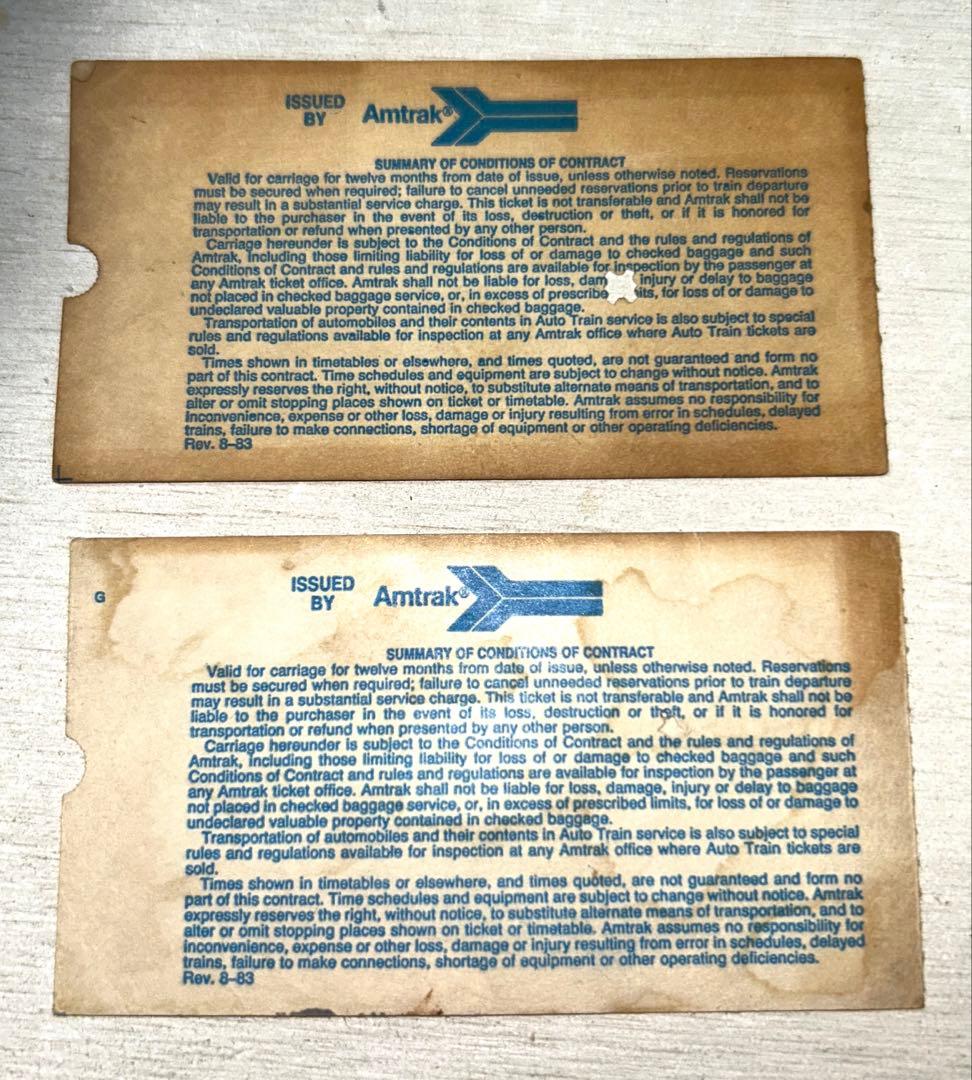 ISSUED
BY
Amtrak®
SUMMARY OF CONDITIONS OF CONTRACT
Valid for carriage for twelve months from date of issue, unless otherwise noted. Reservations
must be secured when required; failure to cancel unneeded reservations prior to train departure
may result in a substantial service charge. This ticket is not transferable and Amtrak shall not be
liable to the purchaser in the event of its loss, destruction or theft, or if it is honored for
transportation or refund when presented by any other person.
Carriage hereunder is subject to the Conditions of Contract and the rules and regulations of
Amtrak, including those limiting liability for loss of or damage to checked baggage and such
Conditions of Contract and rules and regulations are available for inspection by the passenger at
any Amtrak ticket office. Amtrak shall not be liable for loss, dam injury or delay to baggage
not placed in checked baggage service, or, in excess of prescribe its, for loss of or damage to
undeclared valuable property contained in checked baggage.
Transportation of automobiles and their contents in Auto Train service is also subject to special
rules and regulations available for inspection at any Amtrak office where Auto Train tickets are
sold.
Times shown in timetables or elsewhere, and times quoted, are not guaranteed and form no
part of this contract. Time schedules and equipment are subject to change without notice. Amtrak
expressly reserves the right, without notice, to substitute alternate means of transportation, and to
alter or omit stopping places shown on ticket or timetable. Amtrak assumes no responsibility for
inconvenience, expense or other loss, damage or injury resulting from error in schedules, delayed
trains, failure to make connections, shortage of equipment or other operating deficiencies.
Rev. 8–83
G
ISSUED
BY
Amtrak®
SUMMARY OF CONDITIONS OF CONTRACT
Valid for carriage for twelve months from date of issue, unless otherwise noted. Reservations
must be secured when required; failure to cancel unneeded reservations prior to train departure
may result in a substantial service charge. This ticket is not transferable and Amtrak shall not be
liable to the purchaser in the event of its loss, destruction or theft, or if it is honored for
transportation or refund when presented by any other person.
Carriage hereunder is subject to the Conditions of Contract and the rules and regulations of
Amtrak, including those limiting liability for loss of or damage to checked baggage and such
Conditions of Contract and rules and regulations are available for inspection by the passenger at
any Amtrak ticket office. Amtrak shall not be liable for loss, damage, injury or delay to baggage
not placed in checked baggage service, or, in excess of prescribed limits, for loss of or damage to
undeclared valuable property contained in checked baggage.
Transportation of automobiles and their contents in Auto Train service is also subject to special
rules and regulations available for inspection at any Amtrak office where Auto Train tickets are
sold.
Times shown in timetables or elsewhere, and times quoted, are not guaranteed and form no
part of this contract. Time schedules and equipment are subject to change without notice. Amtrak
expressly reserves the right, without notice, to substitute alternate means of transportation, and to
alter or omit stopping places shown on ticket or timetable. Amtrak assumes no responsibility for
inconvenience, expense or other loss, damage or injury resulting from error in schedules, delayed
trains, failure to make connections, shortage of equipment or other operating deficiencies.
Rev. 8–83